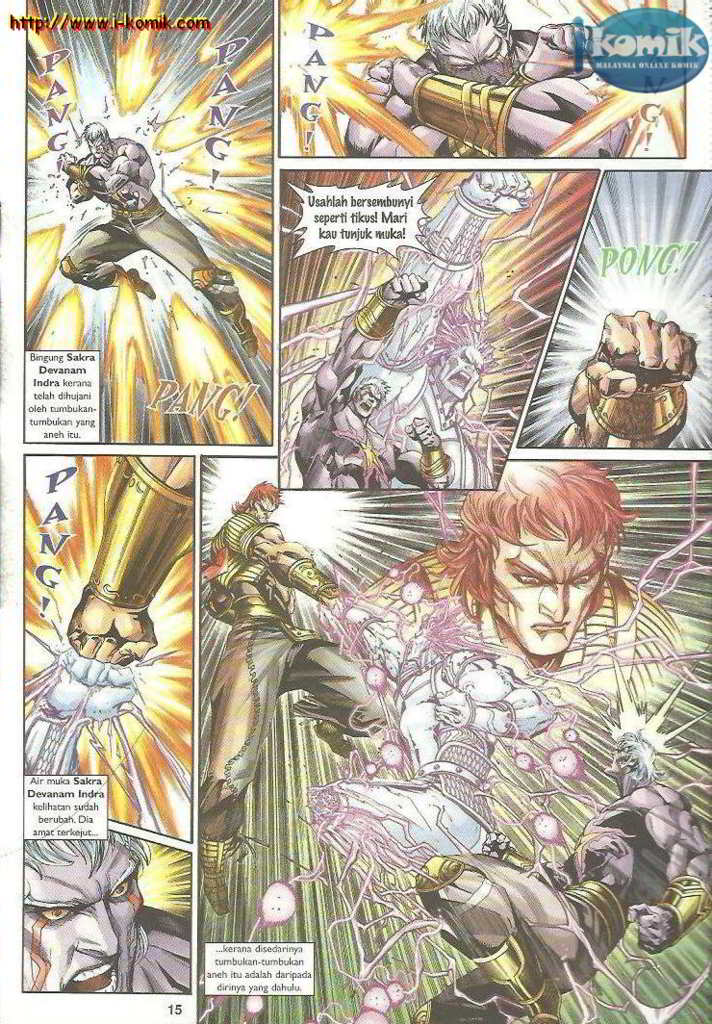 http://www.i-komik.com
ikomik
MALAYSIA ONLINE KOMIK
PANG!
PANG!
Bingung Sakra
Devanam
Indra kerana
telah dihujani
oleh tumbukan-
tumbukan yang
aneh itu.
PANG!
PANG!
PANG!
Usahlah bersembunyi
seperti tikus! Mari
kau tunjuk muka!
PONG!
PANG!
Air muka Sakra
Devanam Indra
kelihatan sudah
berubah. Dia
amat terkejut...
...kerana disedarinya
tumbukan-tumbukan
aneh itu adalah daripada
dirinya yang dahulu.
15